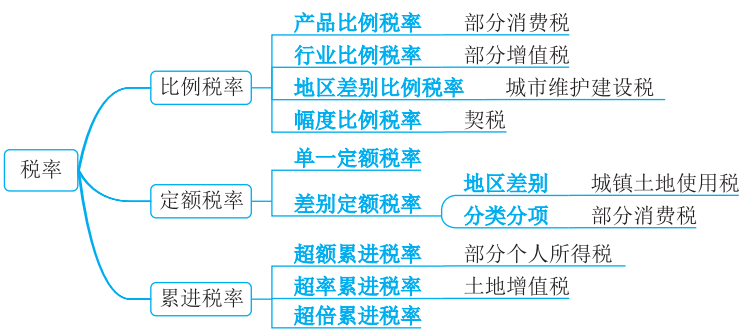 税率
比例税率
产品比例税率 部分消费税
行业比例税率 部分增值税
地区差别比例税率 城市维护建设税
幅度比例税率 契税
定额税率
单一定额税率
差别定额税率
地区差别 城镇土地使用税
分类分项 部分消费税
累进税率
超额累进税率 部分个人所得税
超率累进税率 土地增值税
超倍累进税率